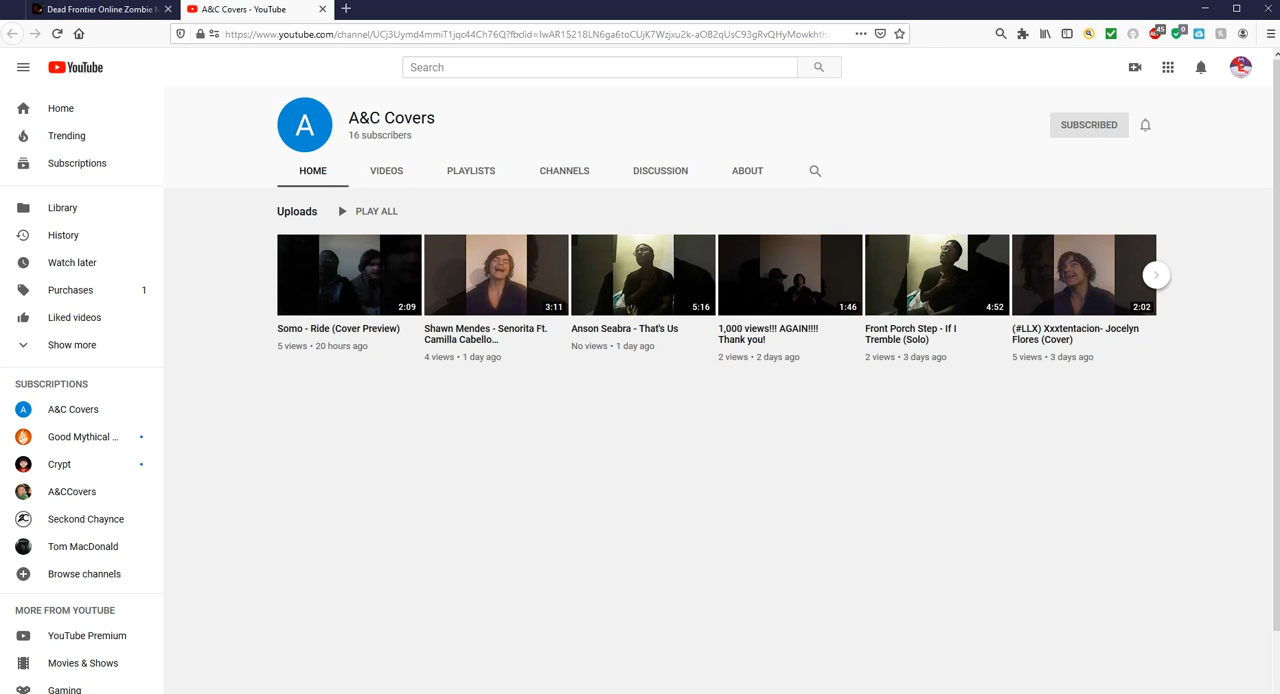 Dead Frontier Online Zombie M
A&C Covers - YouTube
https://www.youtube.com/channel/UCj3Uymd4mmiT1jqc44Ch76Q?fbclid=IwAR15218LN6ga6toCUjK7Wzjxu2k-aOB2qUsC93gRvQHyMowkhth
45
0
YouTube
Search
Home
Trending
Subscriptions
Library
History
Watch later
Purchases 1
Liked videos
Show more
SUBSCRIPTIONS
A A&C Covers
Good Mythical ...
Crypt
A&CCovers
Seckond Chaynce
Tom MacDonald
Browse channels
MORE FROM YOUTUBE
YouTube Premium
Movies & Shows
Gaming
A
A&C Covers
16 subscribers
SUBSCRIBED
HOME VIDEOS PLAYLISTS CHANNELS DISCUSSION ABOUT
Uploads PLAY ALL
2:09
Somo - Ride (Cover Preview)
5 views • 20 hours ago
3:11
Shawn Mendes - Senorita Ft.
Camilla Cabello...
4 views • 1 day ago
5:16
Anson Seabra - That's Us
No views • 1 day ago
1:46
1,000 views!!! AGAIN!!!!
Thank you!
2 views • 2 days ago
4:52
Front Porch Step - If I
Tremble (Solo)
2 views • 3 days ago
2:02
(#LLX) Xxxtentacion- Jocelyn
Flores (Cover)
5 views • 3 days ago